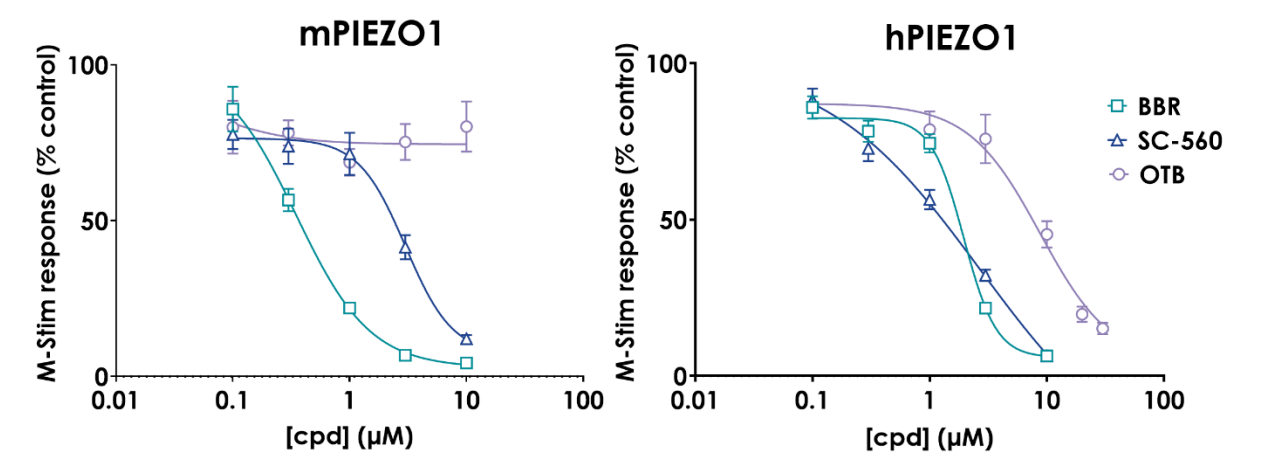 mPIEZO1
M-Stim response (% control)
100
50
0
0.01 0.1 1 10 100
[cpd] (µM)
hPIEZO1
M-Stim response (% control)
100
50
0
0.01 0.1 1 10 100
[cpd] (µM)
BBR
SC-560
OTB